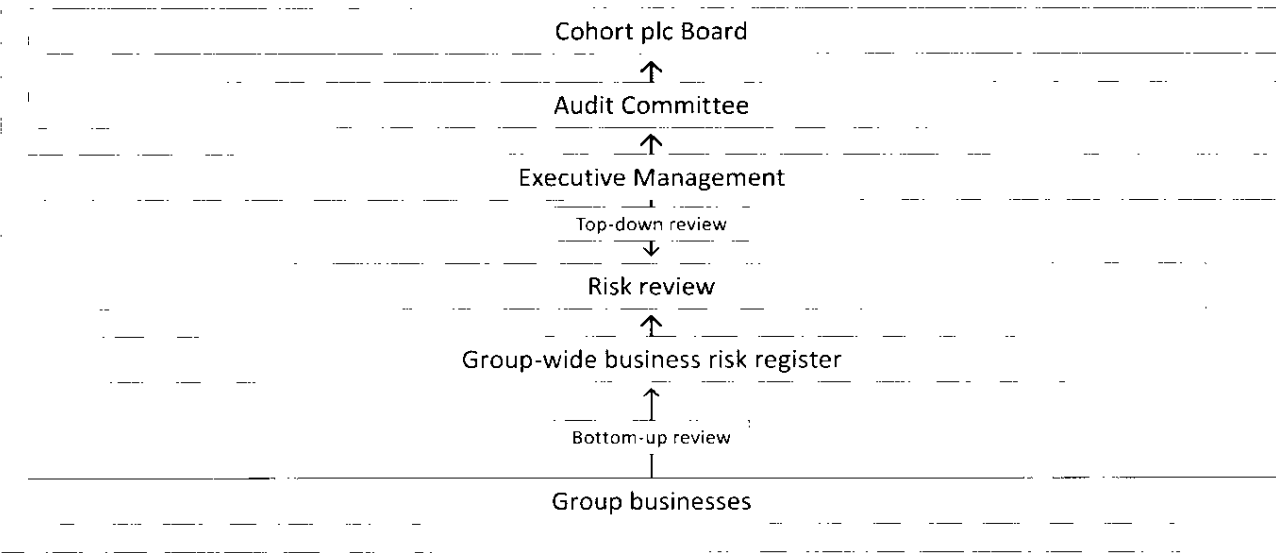 Cohort plc Board
Audit Committee
Executive Management
Top-down review
Risk review
Group-wide business risk register
Bottom-up review
Group businesses